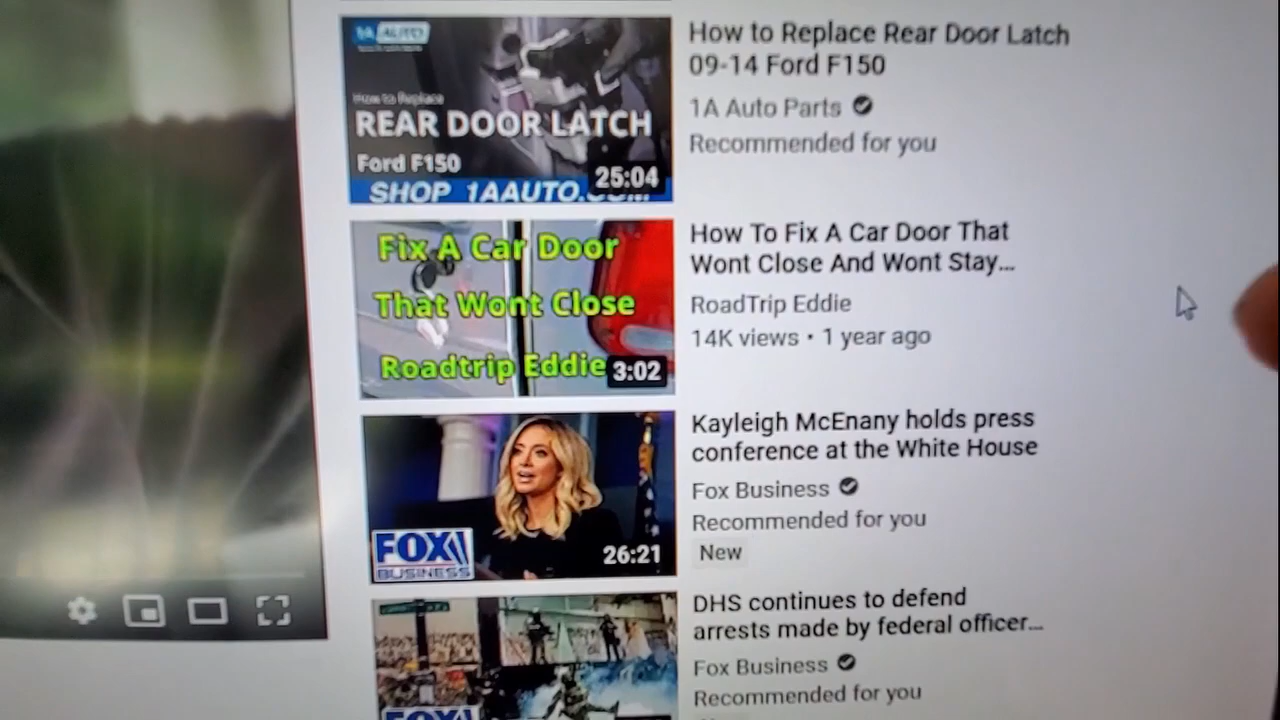 1A AUTO
How to Replace
REAR DOOR LATCH
Ford F150
25:04
SHOP 1AAUTO.COM
How to Replace Rear Door Latch
09-14 Ford F150
1A Auto Parts
Recommended for you
Fix A Car Door
That Wont Close
Roadtrip Eddie
3:02
How To Fix A Car Door That
Wont Close And Wont Stay...
RoadTrip Eddie
14K views • 1 year ago
FOX
BUSINESS
26:21
Kayleigh McEnany holds press
conference at the White House
Fox Business
Recommended for you
New
FOX
DHS continues to defend
arrests made by federal officer...
Fox Business
Recommended for you